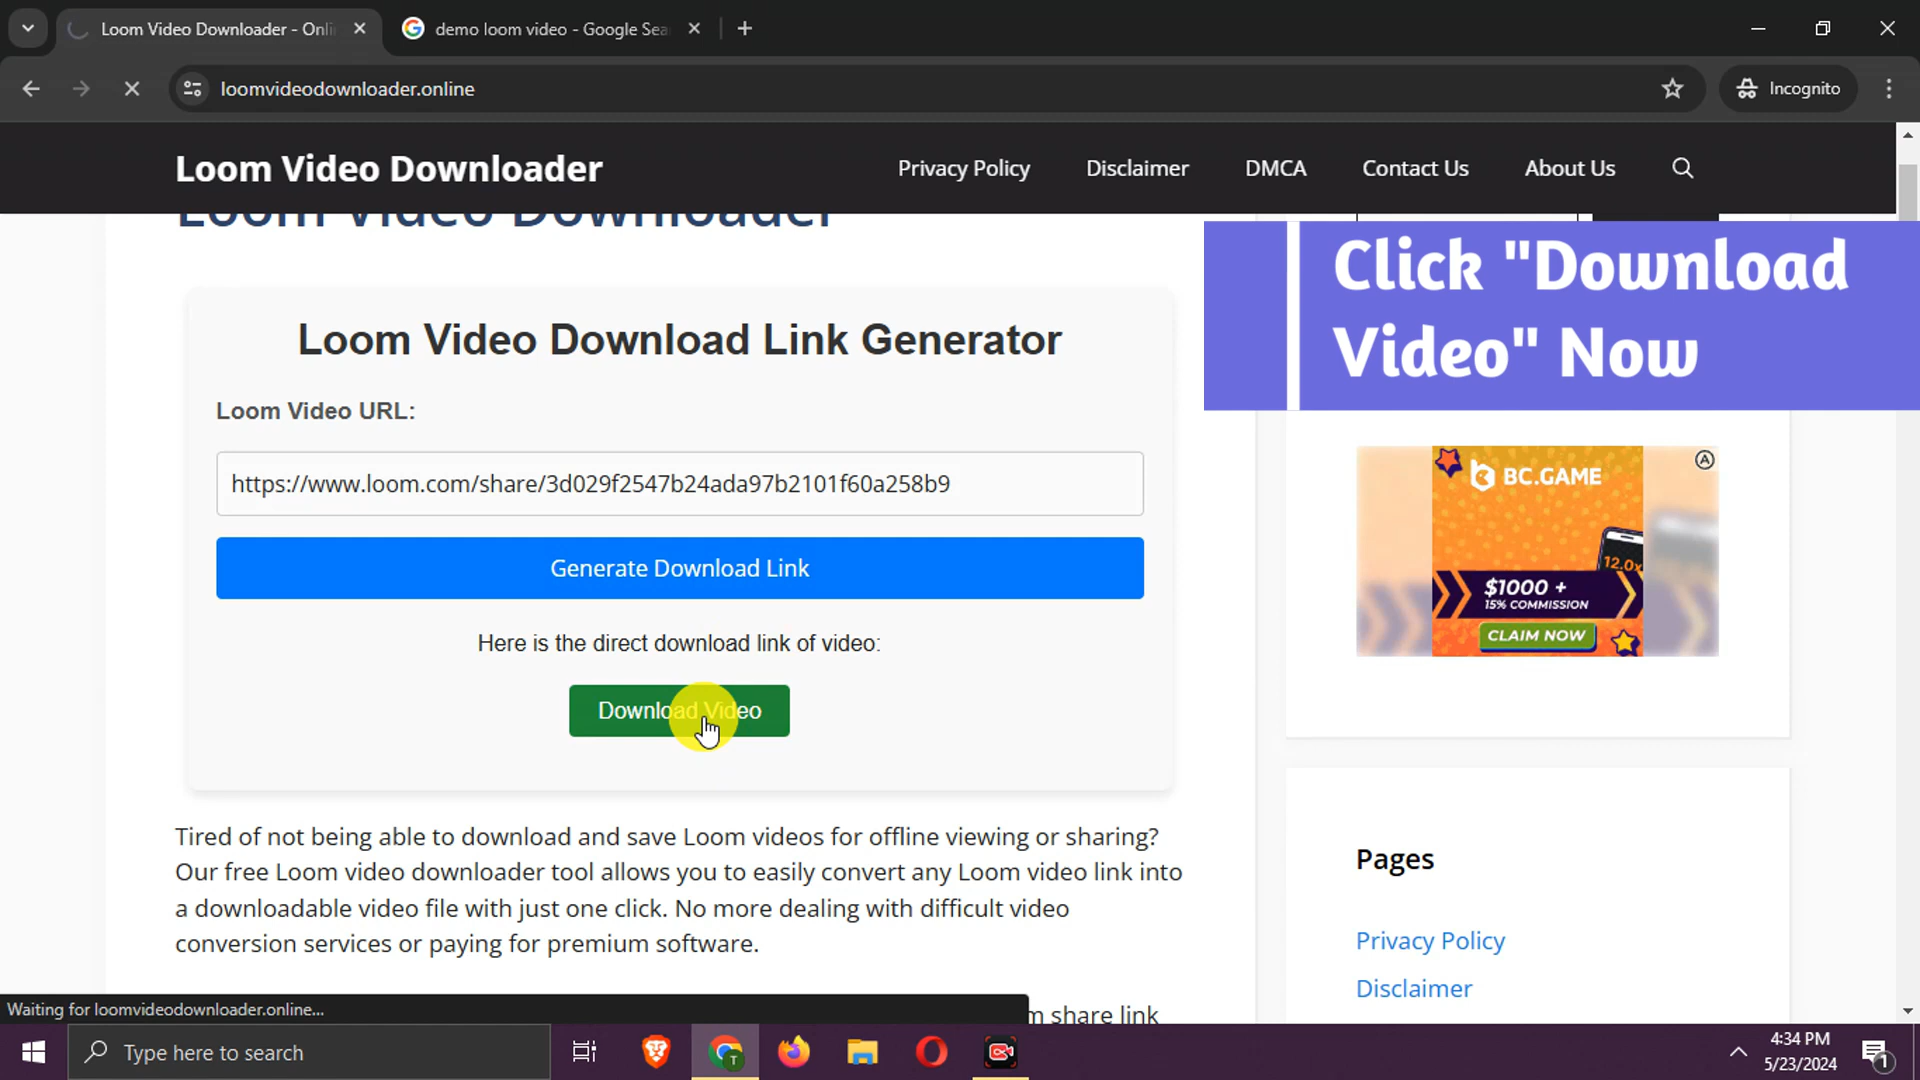 Loom Video Downloader - Onli
demo loom video - Google Sea
loomvideodownloader.online
Incognito
Loom Video Downloader
Privacy Policy
Disclaimer
DMCA
Contact Us
About Us
Loom Video Downloader
Click "Download
Video" Now
Loom Video Download Link Generator
Loom Video URL:
https://www.loom.com/share/3d029f2547b24ada97b2101f60a258b9
Generate Download Link
Here is the direct download link of video:
Download Video
BC.GAME
12.0x
$1000 +
15% COMMISSION
CLAIM NOW
Tired of not being able to download and save Loom videos for offline viewing or sharing?
Our free Loom video downloader tool allows you to easily convert any Loom video link into
a downloadable video file with just one click. No more dealing with difficult video
conversion services or paying for premium software.
Pages
Privacy Policy
Disclaimer
Waiting for loomvideodownloader.online...
m share link
Type here to search
T
4:34 PM
5/23/2024
1